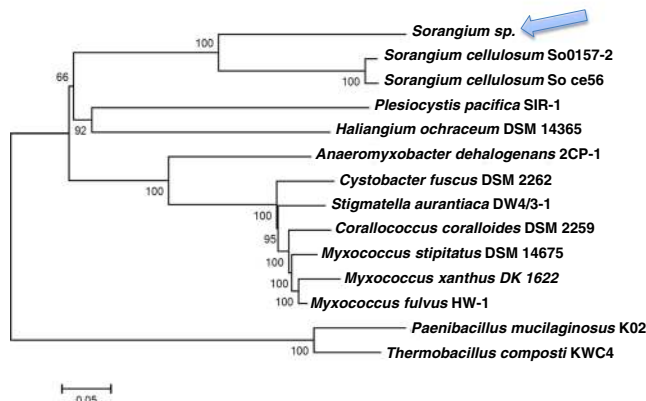 Sorangium sp.
100
Sorangium cellulosum So0157-2
100
Sorangium cellulosum So ce56
66
Plesiocystis pacifica SIR-1
92
Haliangium ochraceum DSM 14365
Anaeromyxobacter dehalogenans 2CP-1
100
Cystobacter fuscus DSM 2262
100
Stigmatella aurantiaca DW4/3-1
95
Corallococcus coralloides DSM 2259
100
Myxococcus stipitatus DSM 14675
100
Myxococcus xanthus DK 1622
100
Myxococcus fulvus HW-1
Paenibacillus mucilaginosus K02
100
Thermobacillus composti KWC4
0.05